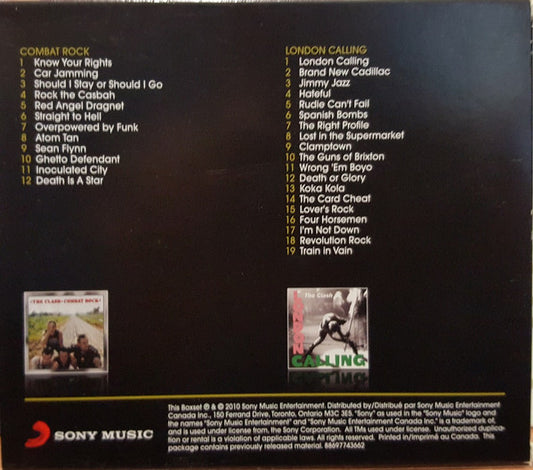 COMBAT ROCK
1 Know Your Rights
2 Car Jamming
3 Should I Stay or Should I Go
4 Rock the Casbah
5 Red Angel Dragnet
6 Straight to Hell
7 Overpowered by Funk
8 Atom Tan
9 Sean Flynn
10 Ghetto Defendant
11 Inoculated City
12 Death Is A Star
LONDON CALLING
1 London Calling
2 Brand New Cadillac
3 Jimmy Jazz
4 Hateful
5 Rudie Can't Fail
6 Spanish Bombs
7 The Right Profile
8 Lost in the Supermarket
9 Clamptown
10 The Guns of Brixton
11 Wrong 'Em Boyo
12 Death or Glory
13 Koka Kola
14 The Card Cheat
15 Lover's Rock
16 Four Horsemen
17 I'm Not Down
18 Revolution Rock
19 Train in Vain
THE CLASH COMBAT ROCK
The Clash
LONDON
CALLING
SONY MUSIC
This Boxset ℗ & © 2010 Sony Music Entertainment. Distributed by/Distribué par Sony Music Entertainment
Canada Inc., 150 Ferrand Drive, Toronto, Ontario M3C 3E5. "Sony" as used in the "Sony Music" logo and
the names "Sony Music Entertainment" and "Sony Music Entertainment Canada Inc." is a trademark of,
and is used under license from, the Sony Corporation. All TMs used under license. Unauthorized duplica-
tion or rental is a violation of applicable laws. All rights reserved. Printed in/Imprimé au Canada. This
package contains previously released material. 88697743662